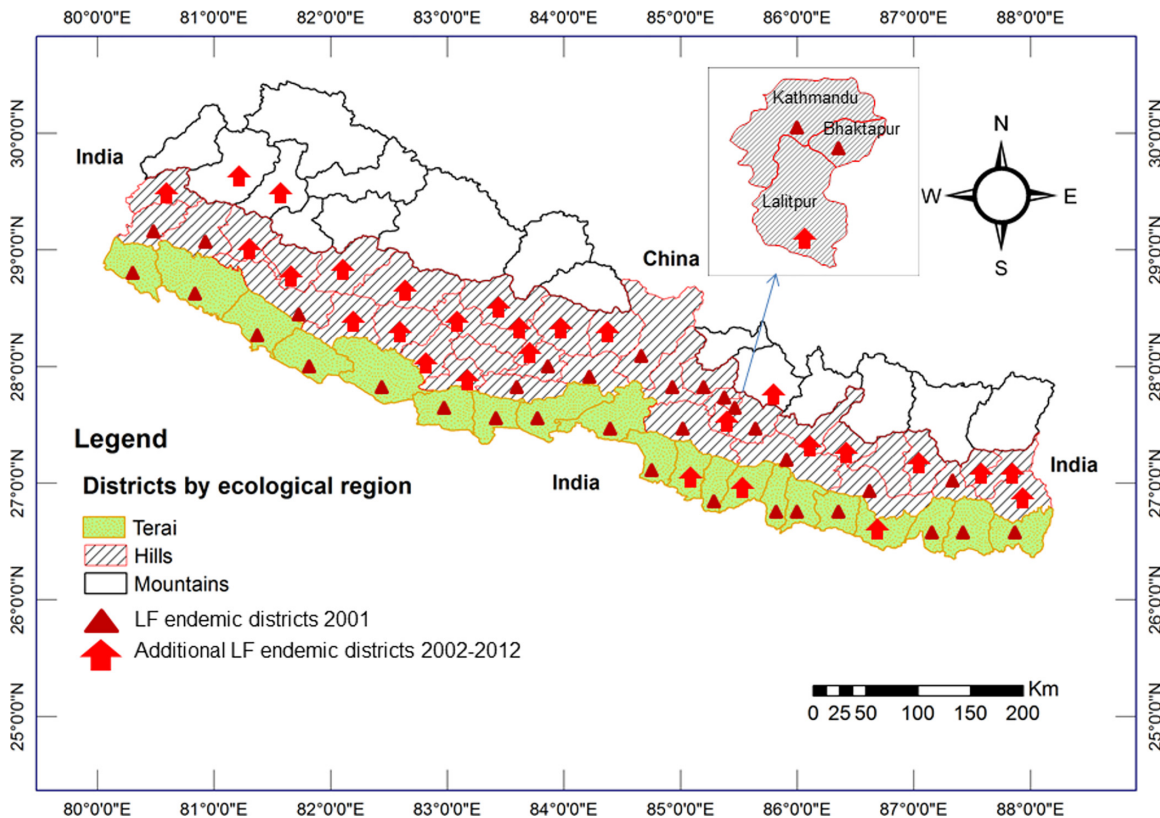 80°0'0"E 81°0'0"E 82°0'0"E 83°0'0"E 84°0'0"E 85°0'0"E 86°0'0"E 87°0'0"E 88°0'0"E
30°0'0"N
29°0'0"N
28°0'0"N
27°0'0"N
26°0'0"N
25°0'0"N
India
China
India
India
Kathmandu
Bhaktapur
Lalitpur
N
W E
S
Legend
Districts by ecological region
Terai
Hills
Mountains
LF endemic districts 2001
Additional LF endemic districts 2002-2012
Km
0 25 50 100 150 200
30°0'0"N
29°0'0"N
28°0'0"N
27°0'0"N
26°0'0"N
25°0'0"N
80°0'0"E 81°0'0"E 82°0'0"E 83°0'0"E 84°0'0"E 85°0'0"E 86°0'0"E 87°0'0"E 88°0'0"E